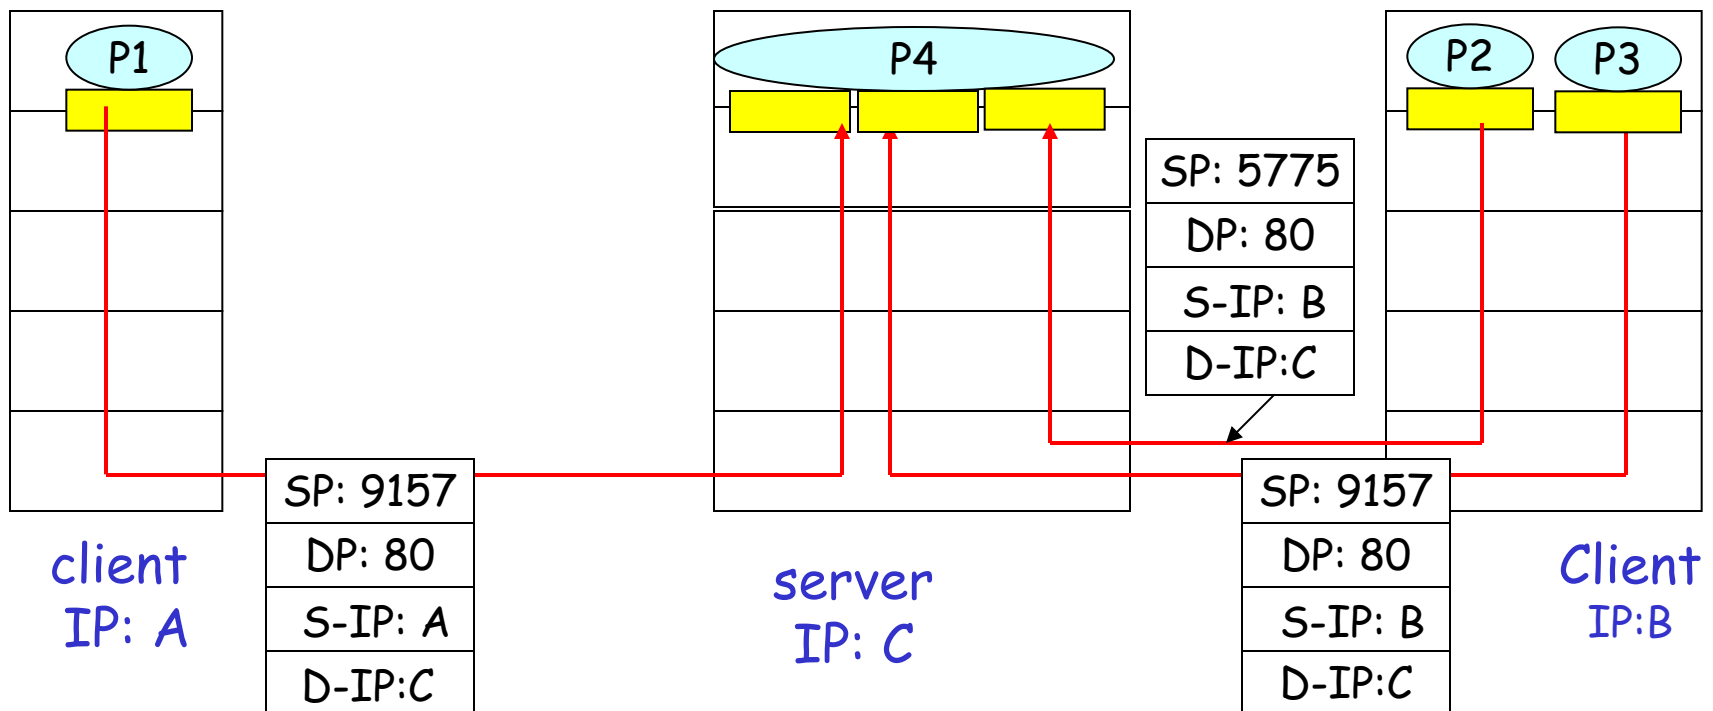 P1
P4
P2
P3
SP: 5775
DP: 80
S-IP: B
D-IP:C
SP: 9157
DP: 80
S-IP: A
D-IP:C
SP: 9157
DP: 80
S-IP: B
D-IP:C
client
IP: A
server
IP: C
Client
IP:B